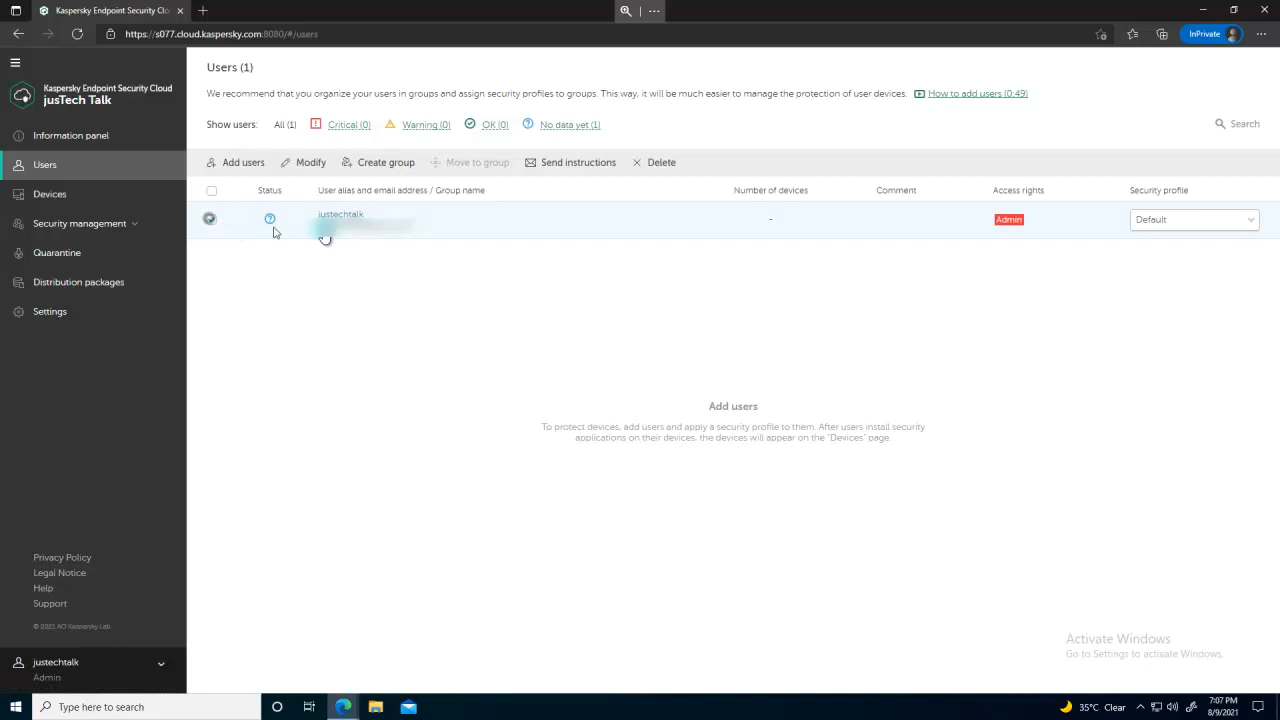 Kaspersky Endpoint Security Clo
https://s077.cloud.kaspersky.com:8080/#/users
InPrivate
Kaspersky Endpoint Security Cloud
jusTech Talk
Information panel
Users
Devices
Security management
Quarantine
Distribution packages
Settings
Privacy Policy
Legal Notice
Help
Support
© 2021 AO Kaspersky Lab
justechtalk
Admin
Users (1)
We recommend that you organize your users in groups and assign security profiles to groups. This way, it will be much easier to manage the protection of user devices. How to add users (0:49)
Show users: All (1) Critical (0) Warning (0) OK (0) No data yet (1) Search
Add users Modify Create group Move to group Send instructions Delete
Status User alias and email address / Group name Number of devices Comment Access rights Security profile
justechtalk - Admin Default
Add users
To protect devices, add users and apply a security profile to them. After users install security
applications on their devices, the devices will appear on the "Devices" page.
Activate Windows
Go to Settings to activate Windows.
Type here to search
35°C Clear
7:07 PM
8/9/2021